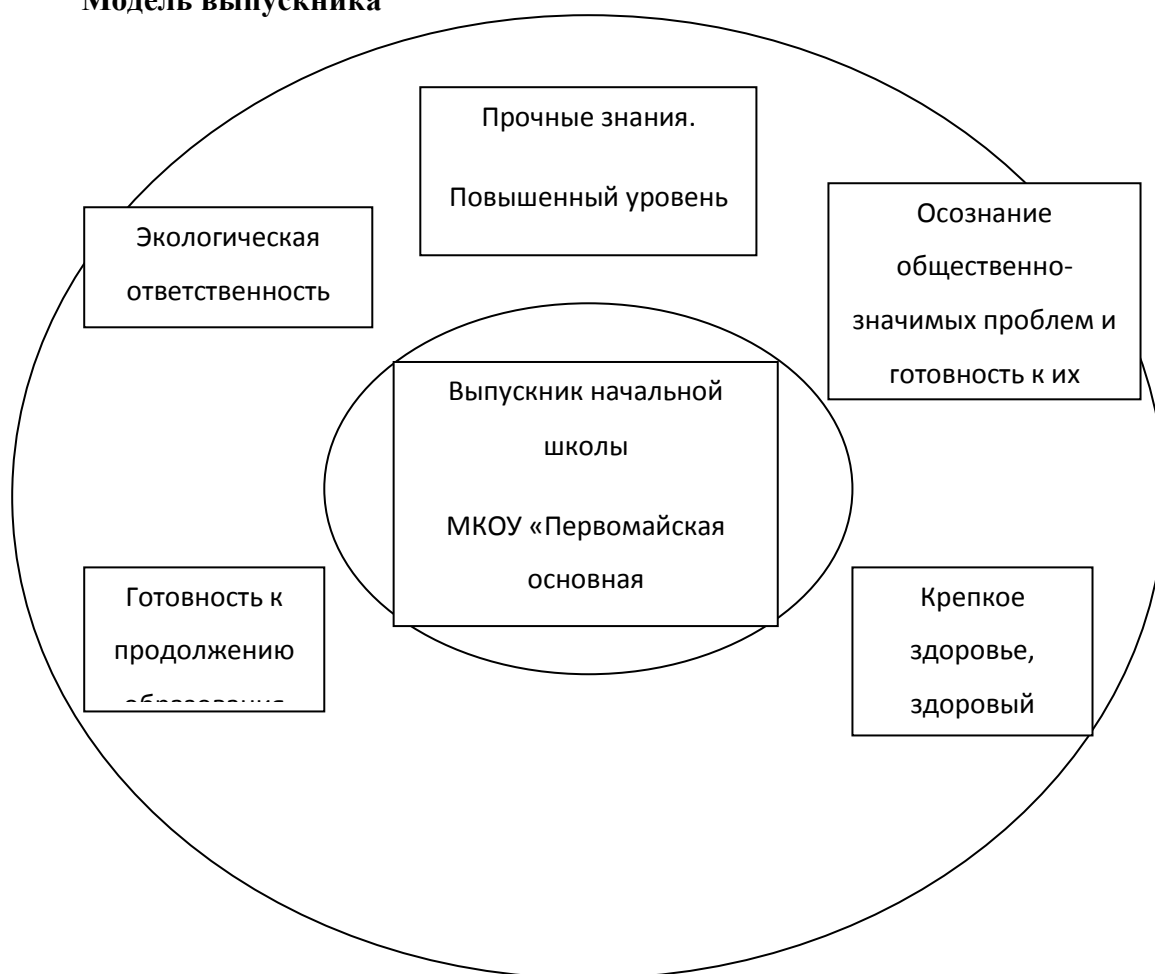 Модель выпускника
Прочные знания.
Повышенный уровень
Экологическая
ответственность
Осознание
общественно-
значимых проблем и
готовность к их
Выпускник начальной
школы
МКОУ «Первомайская
основная
Готовность к
продолжению
образования
Крепкое
здоровье,
здоровый